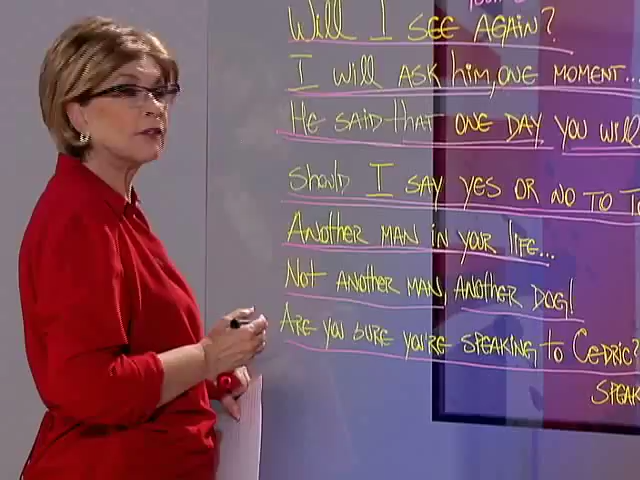 Will I SEE AGAIN?
I will ASK him, ONE MOMENT...
HE SAID thAT ONE DAY YOU Will
Should I SAY YES OR NO TO
ANOthER MAN iN YOUR lifE...
Not ANOthER MAN, ANOthER DOG!
ARE YOU SURE YOU'RE SPEAKING to CEDRIC?
SPEAK